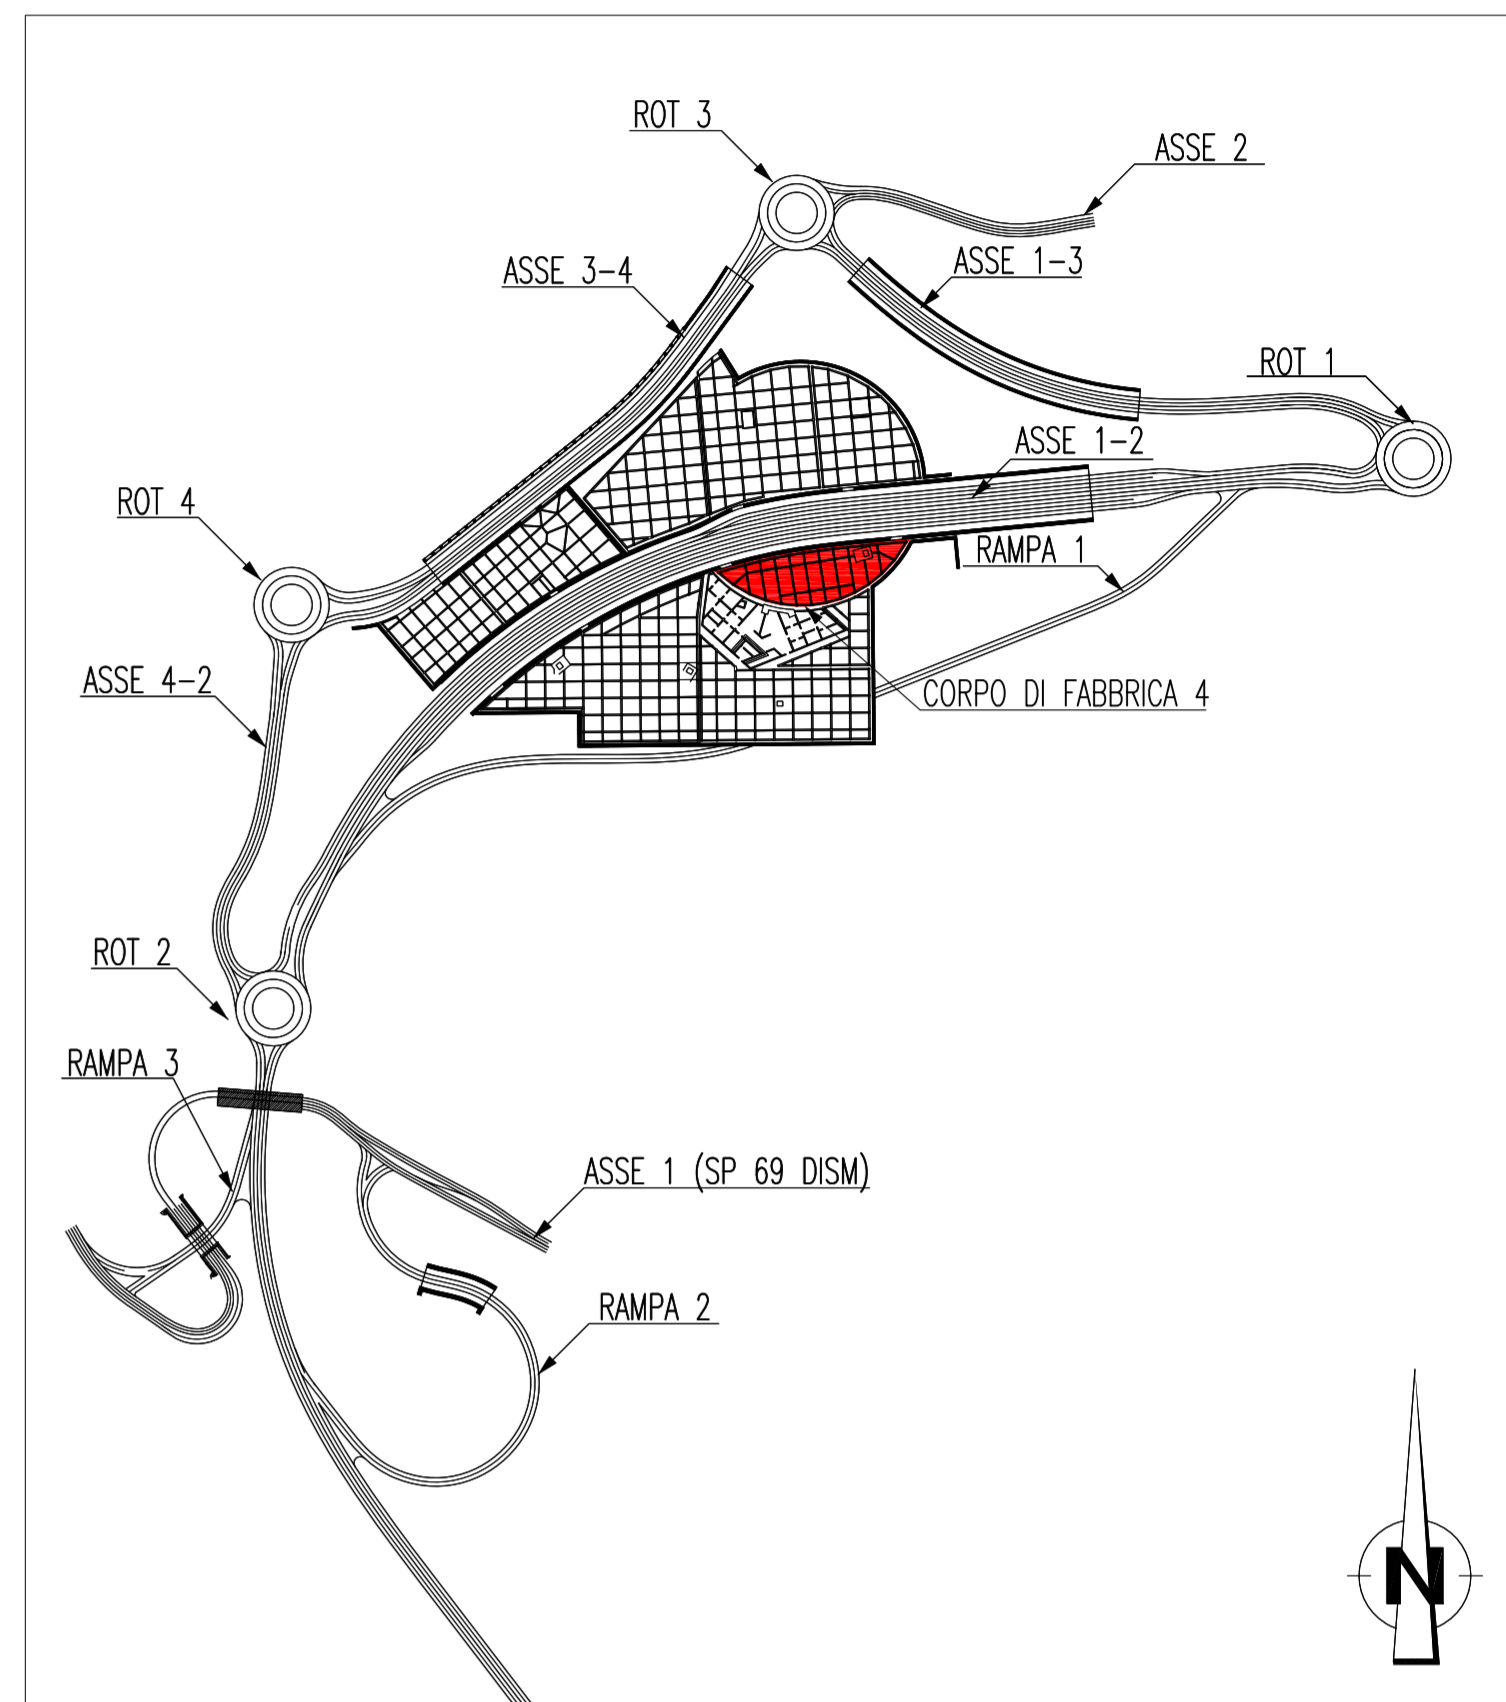 ROT 3
ASSE 2
ASSE 3-4
ASSE 1-3
ROT 1
ASSE 1-2
ROT 4
RAMPA 1
ASSE 4-2
CORPO DI FABBRICA 4
ROT 2
RAMPA 3
ASSE 1 (SP 69 DISM)
RAMPA 2
N